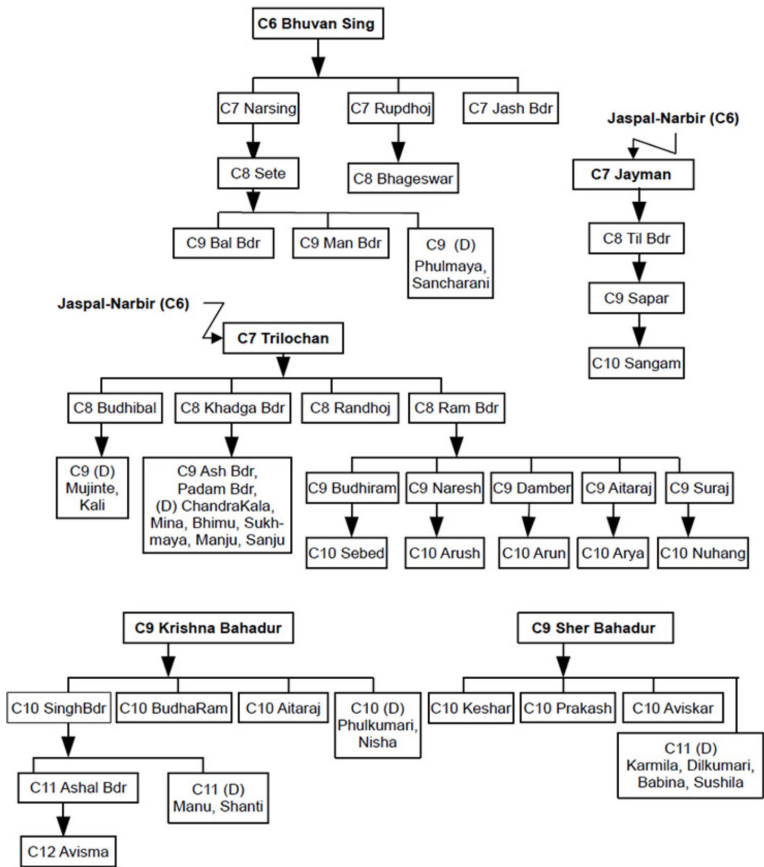 C6 Bhuvan Sing
C7 Narsing
C7 Rupdhoj
C7 Jash Bdr
C8 Sete
C8 Bhageswar
C9 Bal Bdr
C9 Man Bdr
C9 (D)
Phulmaya,
Sancharani
Jaspal-Narbir (C6)
C7 Jayman
C8 Til Bdr
C9 Sapar
C10 Sangam
Jaspal-Narbir (C6)
C7 Trilochan
C8 Budhibal
C8 Khadga Bdr
C8 Randhoj
C8 Ram Bdr
C9 (D)
Mujinte,
Kali
C9 Ash Bdr,
Padam Bdr,
(D) ChandraKala,
Mina, Bhimu, Sukh-
maya, Manju, Sanju
C9 Budhiram
C9 Naresh
C9 Damber
C9 Aitaraj
C9 Suraj
C10 Sebed
C10 Arush
C10 Arun
C10 Arya
C10 Nuhang
C9 Krishna Bahadur
C10 SinghBdr
C10 BudhaRam
C10 Aitaraj
C10 (D)
Phulkumari,
Nisha
C11 Ashal Bdr
C11 (D)
Manu, Shanti
C12 Avisma
C9 Sher Bahadur
C10 Keshar
C10 Prakash
C10 Aviskar
C11 (D)
Karmila, Dilkumari,
Babina, Sushila